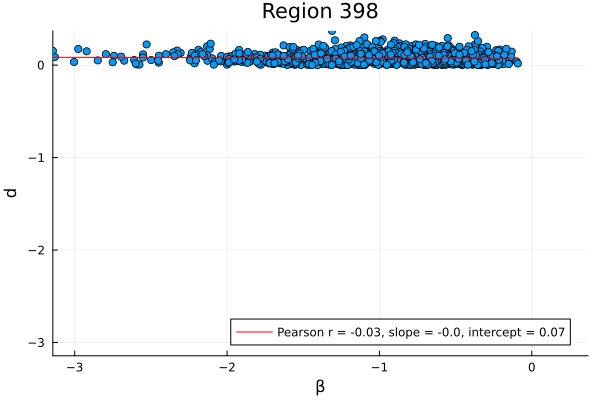 Region 398
0
−1
−2
−3
d
Pearson r = -0.03, slope = -0.0, intercept = 0.07
−3
−2
−1
0
β